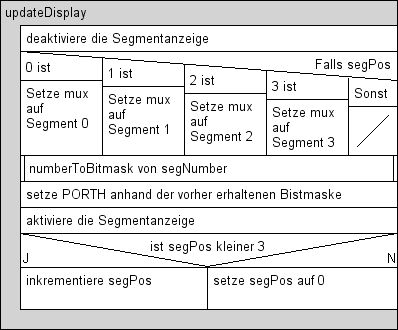 updateDisplay
deaktiviere die Segmentanzeige
Falls segPos
0 ist
1 ist
2 ist
3 ist
Sonst
Setze mux
auf
Segment 0
Setze mux
auf
Segment 1
Setze mux
auf
Segment 2
Setze mux
auf
Segment 3
numberToBitmask von segNumber
setze PORTH anhand der vorher erhaltenen Bistmaske
aktiviere die Segmentanzeige
ist segPos kleiner 3
J
N
inkrementiere segPos
setze segPos auf 0